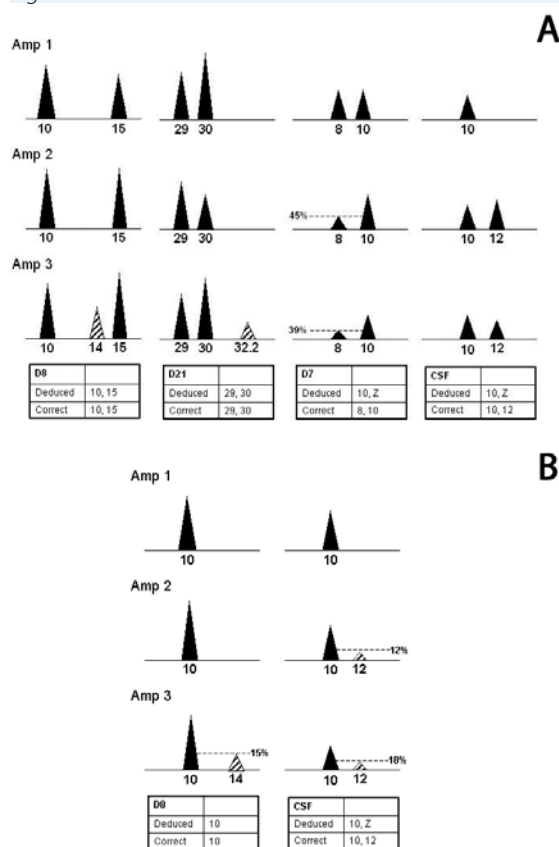 A
Amp 1
10 15 29 30 8 10 10
Amp 2
45%
10 15 29 30 8 10 10 12
Amp 3
39%
10 14 15 29 30 32.2 8 10 10 12
D8
Deduced 10, 15
Correct 10, 15
D21
Deduced 29, 30
Correct 29, 30
D7
Deduced 10, Z
Correct 8, 10
CSF
Deduced 10, Z
Correct 10, 12
B
Amp 1
10 10
Amp 2
12%
10 10 12
Amp 3
15% 18%
10 14 10 12
D8
Deduced 10
Correct 10
CSF
Deduced 10, Z
Correct 10, 12